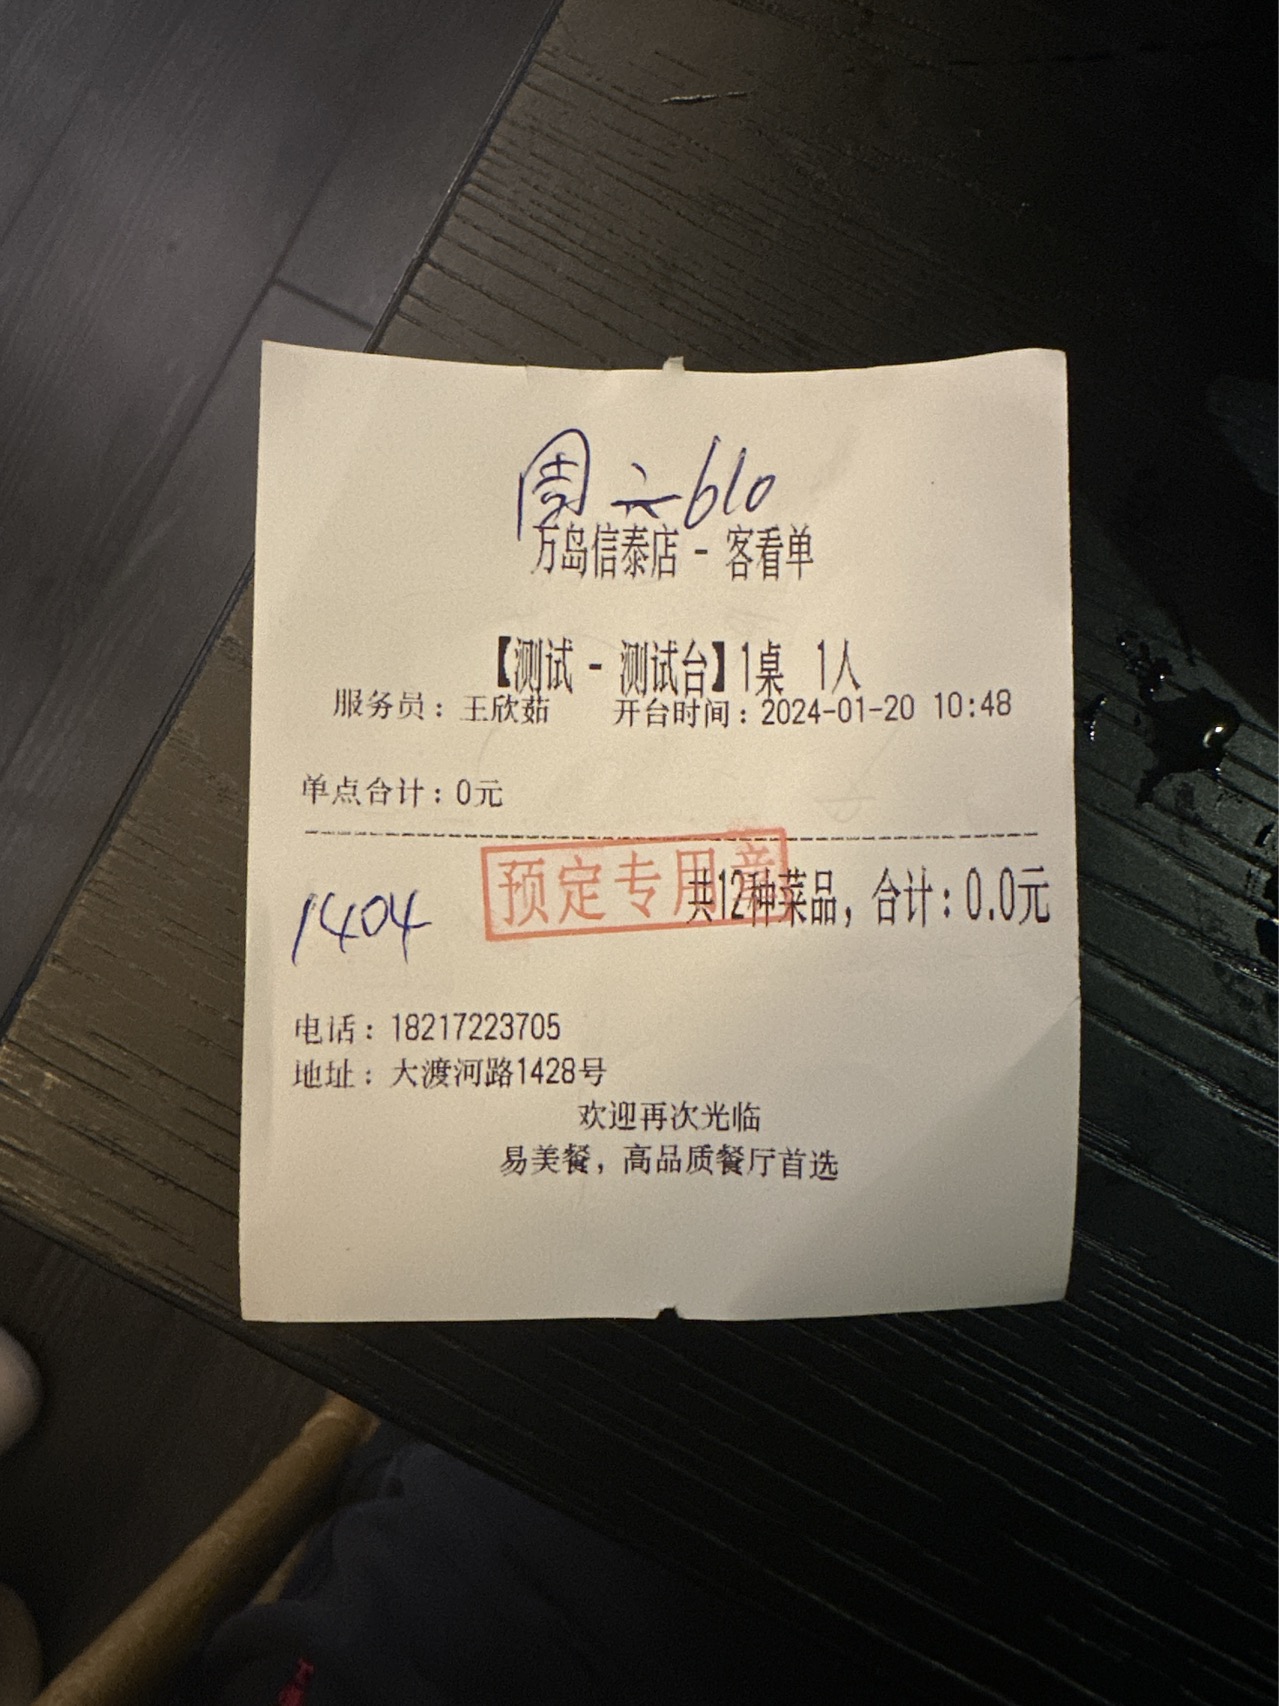 周六610
万岛信泰店 - 客看单
【测试 - 测试台】1桌 1人
服务员: 王欣茹 开台时间: 2024-01-20 10:48
单点合计: 0元
预定专用章
共12种菜品, 合计: 0.0元
1404
电话: 18217223705
地址: 大渡河路1428号
欢迎再次光临
易美餐, 高品质餐厅首选